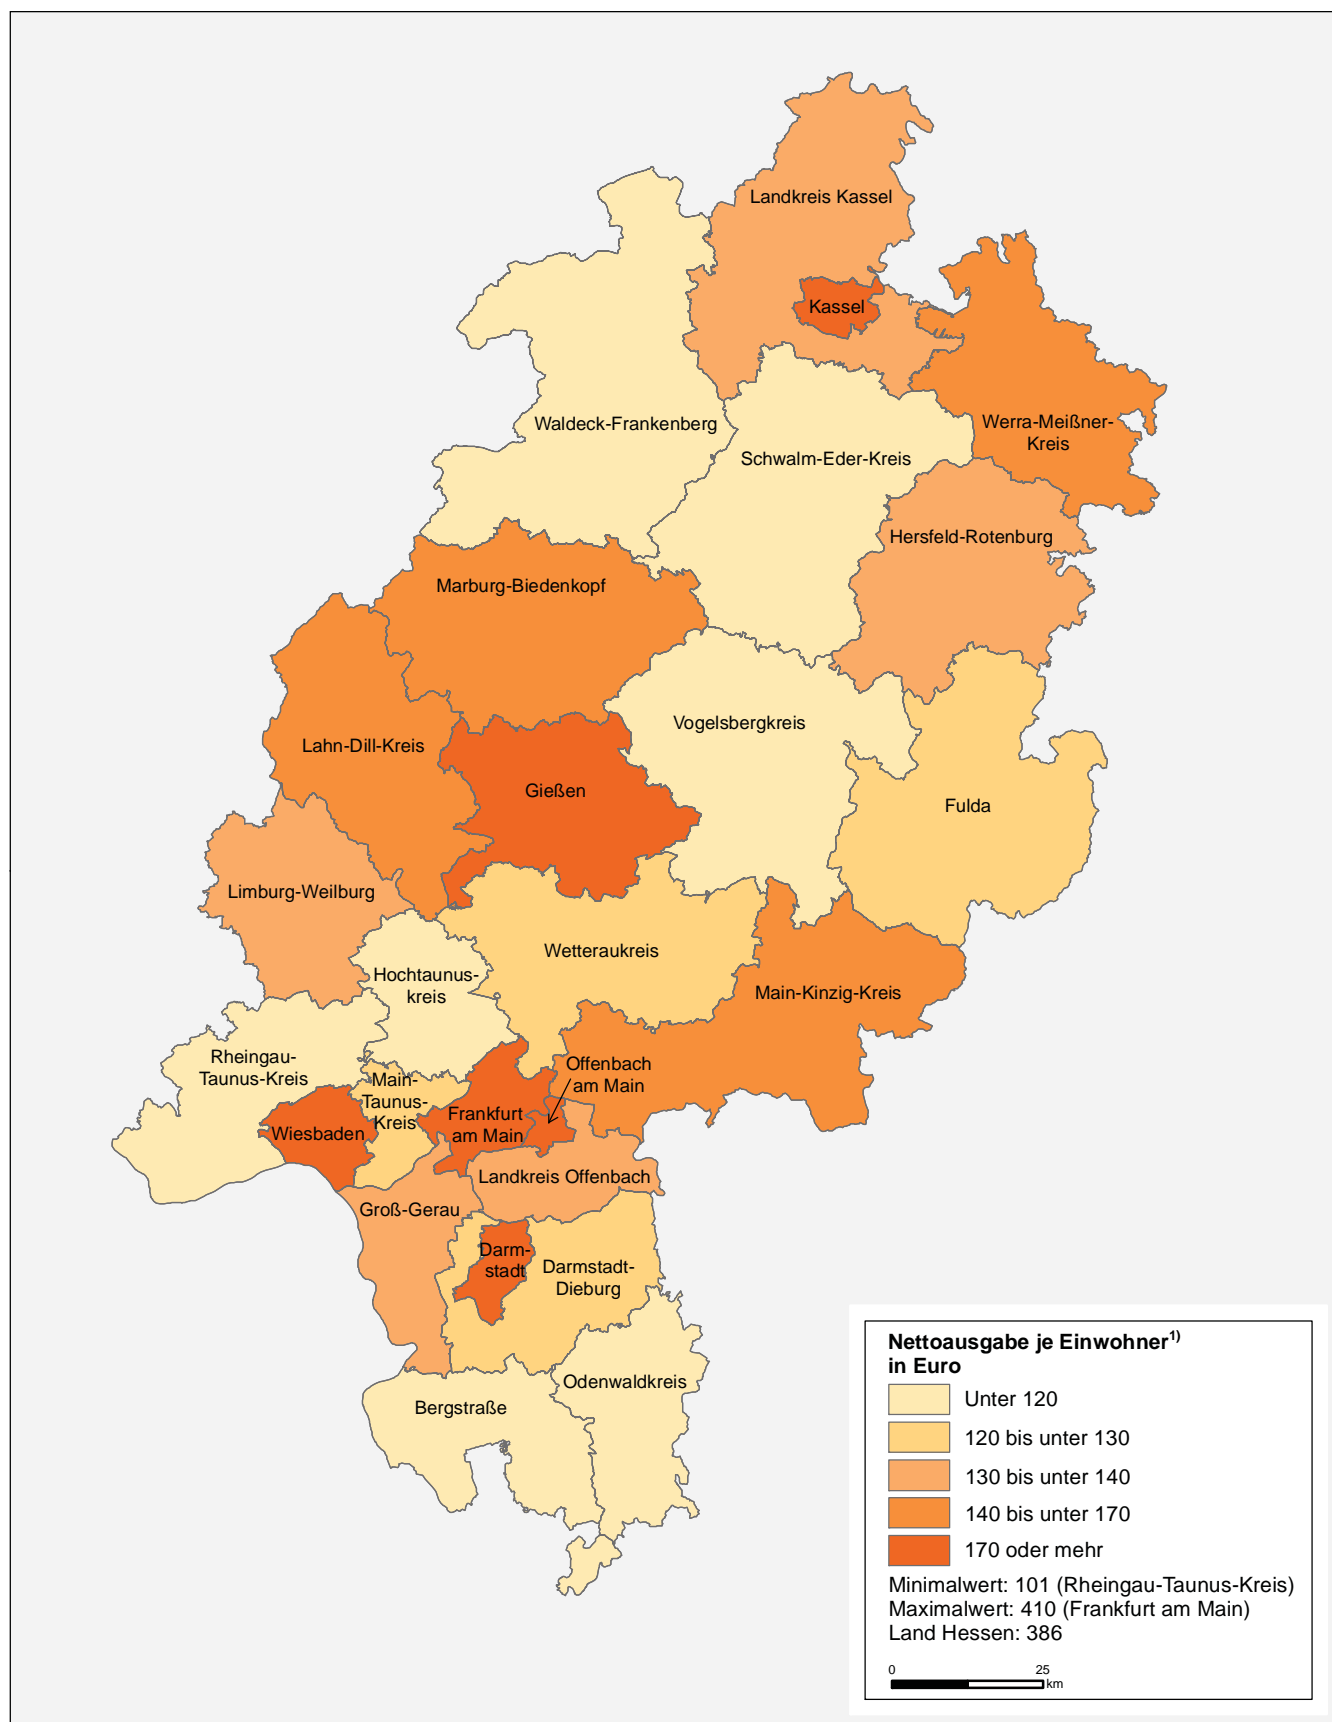 Landkreis Kassel
Kassel
Waldeck-Frankenberg
Werra-Meißner-
Kreis
Schwalm-Eder-Kreis
Hersfeld-Rotenburg
Marburg-Biedenkopf
Vogelsbergkreis
Lahn-Dill-Kreis
Gießen
Fulda
Limburg-Weilburg
Wetteraukreis
Hochtaunus-
kreis
Main-Kinzig-Kreis
Rheingau-
Taunus-Kreis
Offenbach
am Main
Main-
Taunus-
Kreis
Frankfurt
am Main
Wiesbaden
Landkreis Offenbach
Groß-Gerau
Darm-
stadt
Darmstadt-
Dieburg
Odenwaldkreis
Bergstraße
Nettoausgabe je Einwohner1)
in Euro
Unter 120
120 bis unter 130
130 bis unter 140
140 bis unter 170
170 oder mehr
Minimalwert: 101 (Rheingau-Taunus-Kreis)
Maximalwert: 410 (Frankfurt am Main)
Land Hessen: 386
0 25
km